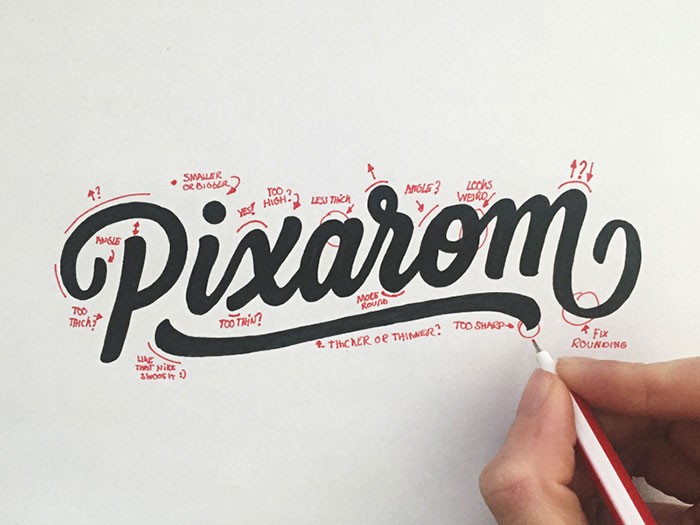 ↑?
• SMALLER
OR BIGGER
YES!
TOO
HIGH?
LESS THICK
ANGLE?
LOOKS
WEIRD
↑?↓
ANGLE
Pixarom
TOO
THICK?
TOO THIN?
MORE
ROUND
TOO SHARP
FIX
ROUNDING
LIKE
THAT NIKE
SWOOSH :)
THICKER OR THINNER?